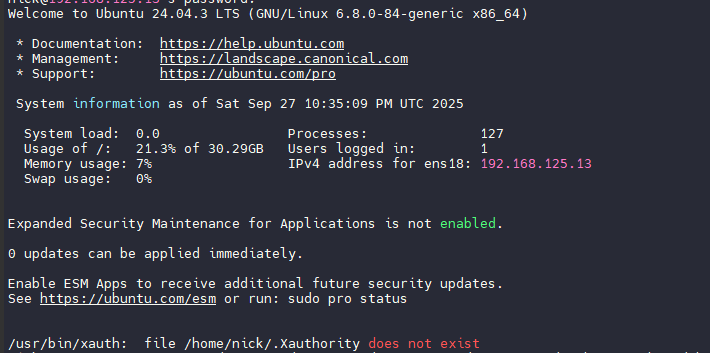 nick@192.168.125.13's password:
Welcome to Ubuntu 24.04.3 LTS (GNU/Linux 6.8.0-84-generic x86_64)
* Documentation:  https://help.ubuntu.com
* Management:     https://landscape.canonical.com
* Support:        https://ubuntu.com/pro
System information as of Sat Sep 27 10:35:09 PM UTC 2025
System load:  0.0                Processes:              127
Usage of /:   21.3% of 30.29GB   Users logged in:        1
Memory usage: 7%                 IPv4 address for ens18: 192.168.125.13
Swap usage:   0%
Expanded Security Maintenance for Applications is not enabled.
0 updates can be applied immediately.
Enable ESM Apps to receive additional future security updates.
See https://ubuntu.com/esm or run: sudo pro status
/usr/bin/xauth:  file /home/nick/.Xauthority does not exist